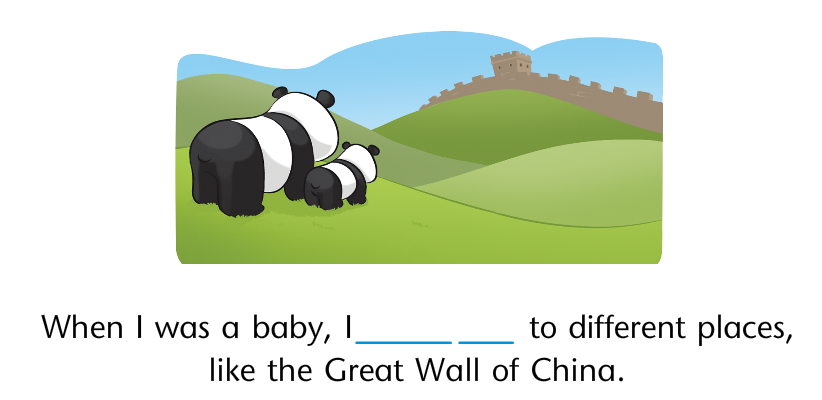 When I was a baby, I______ ___ to different places,
like the Great Wall of China.